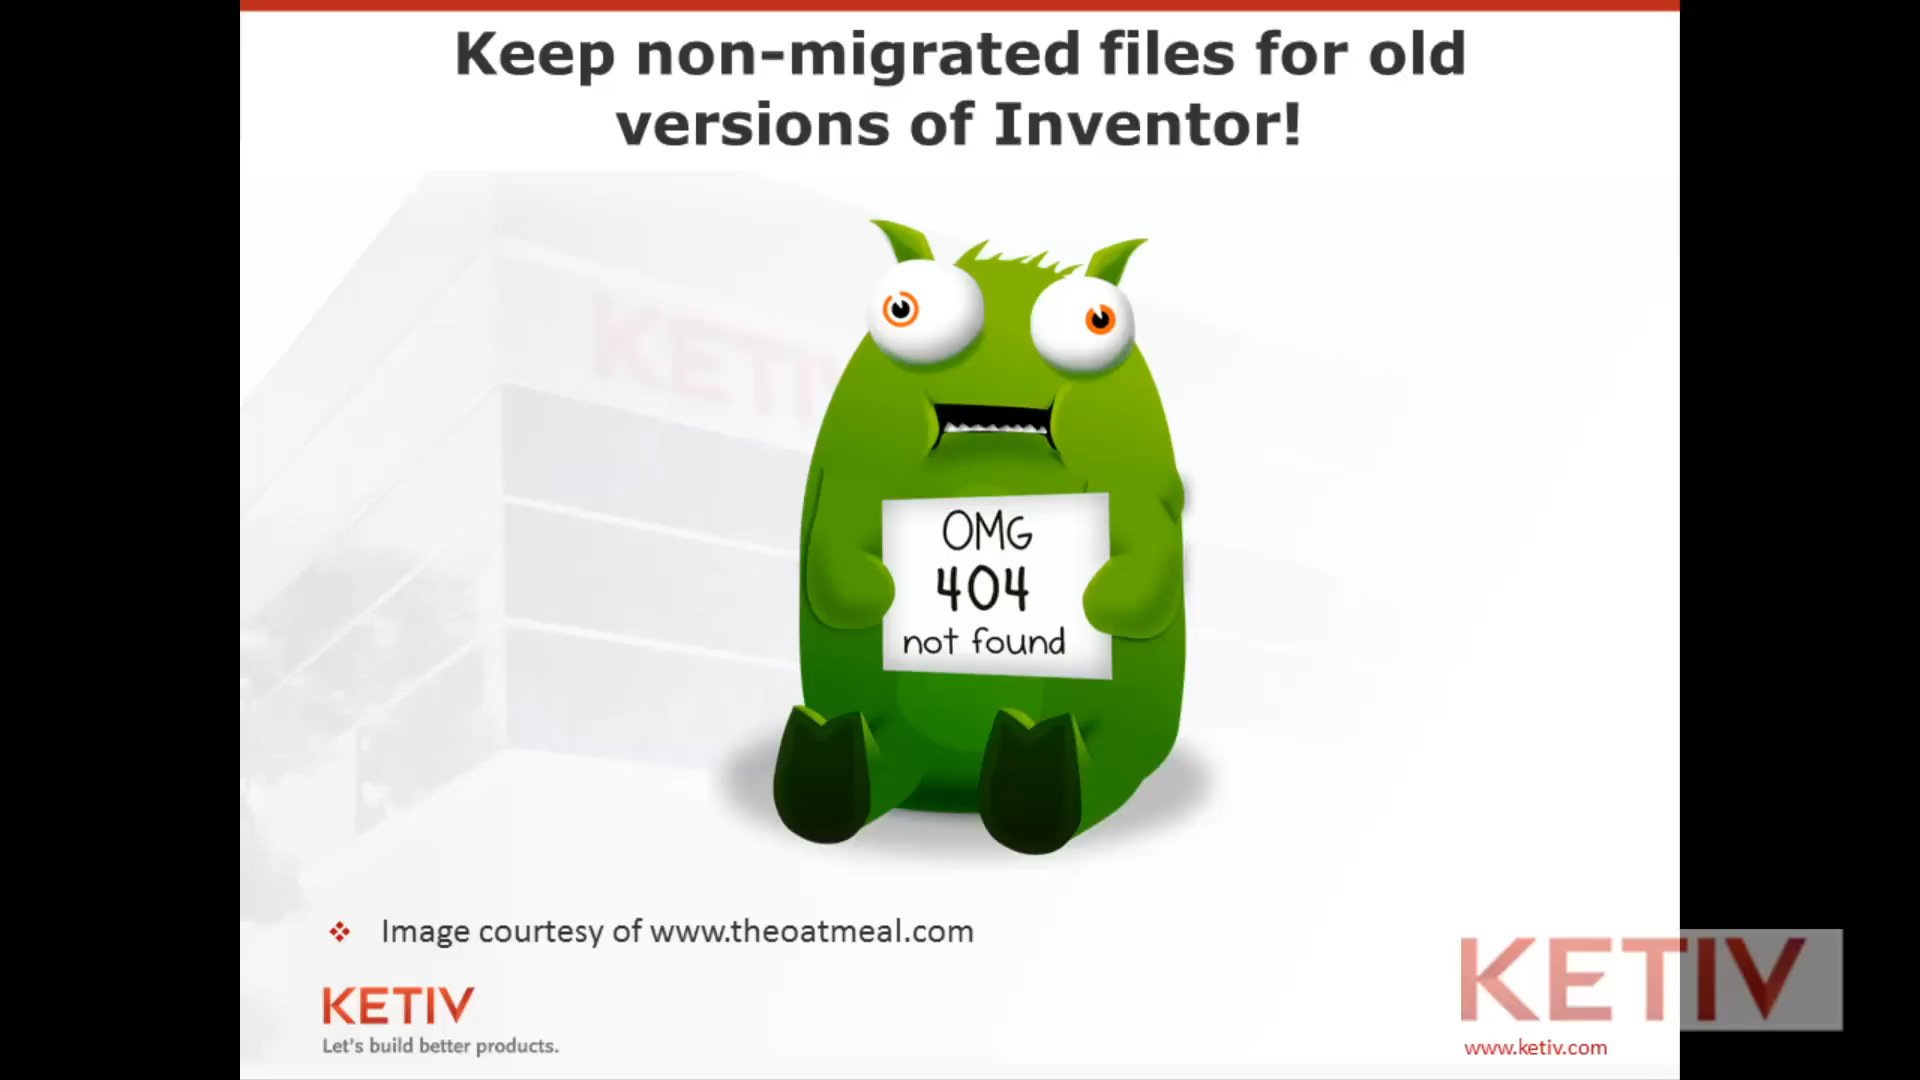 Keep non-migrated files for old
versions of Inventor!
KETIV
OMG
404
not found
Image courtesy of www.theoatmeal.com
KETIV
Let's build better products.
KETIV
www.ketiv.com